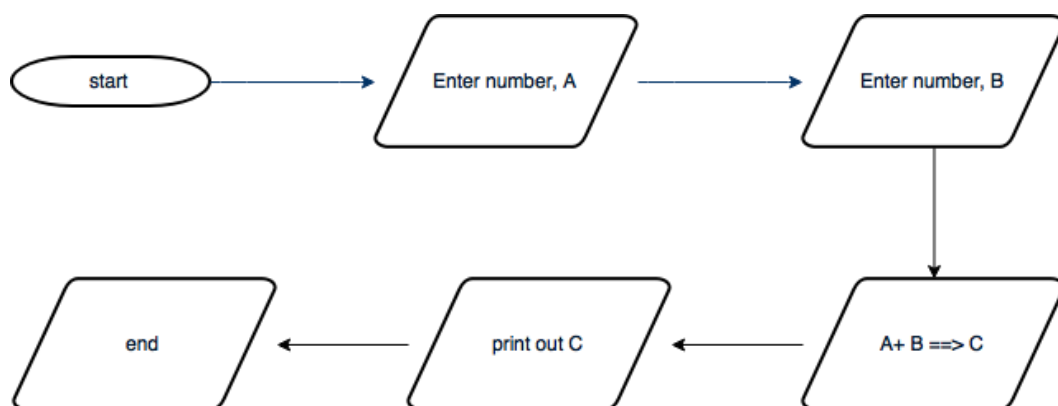 start
Enter number, A
Enter number, B
A+ B ==> C
print out C
end